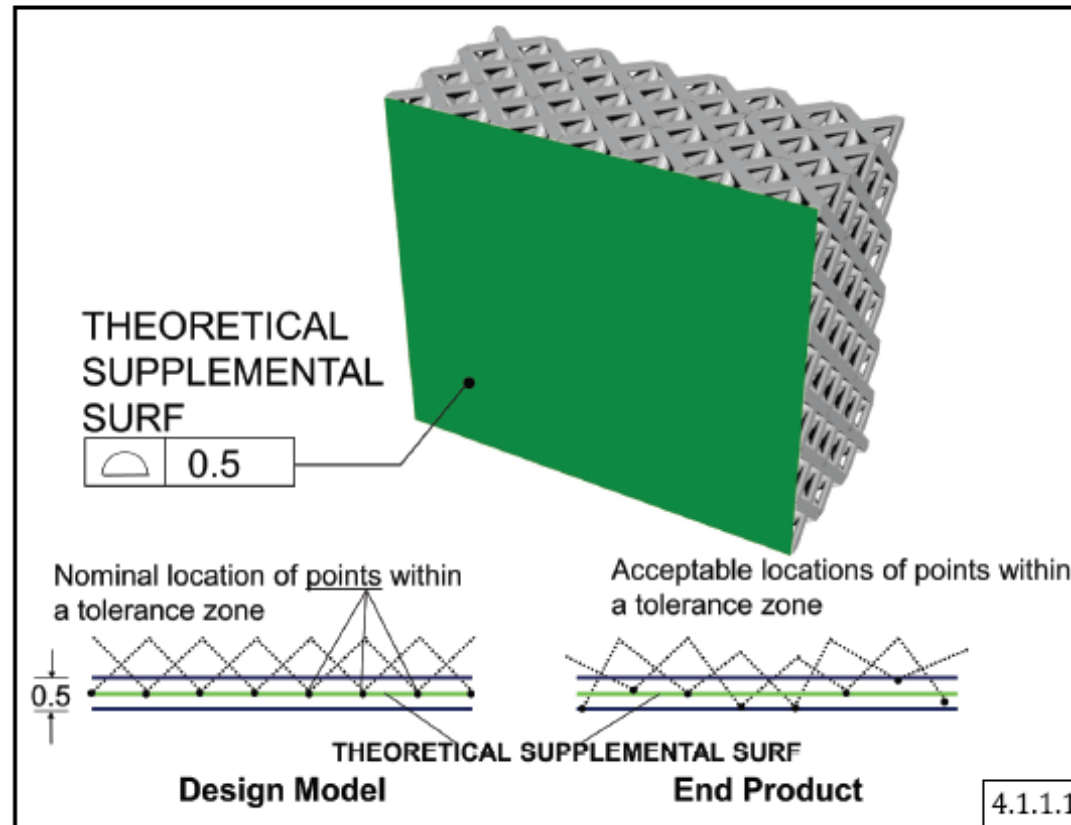 THEORETICAL
SUPPLEMENTAL
SURF
0.5
Nominal location of points within
a tolerance zone
Acceptable locations of points within
a tolerance zone
0.5
THEORETICAL SUPPLEMENTAL SURF
Design Model
End Product
4.1.1.1